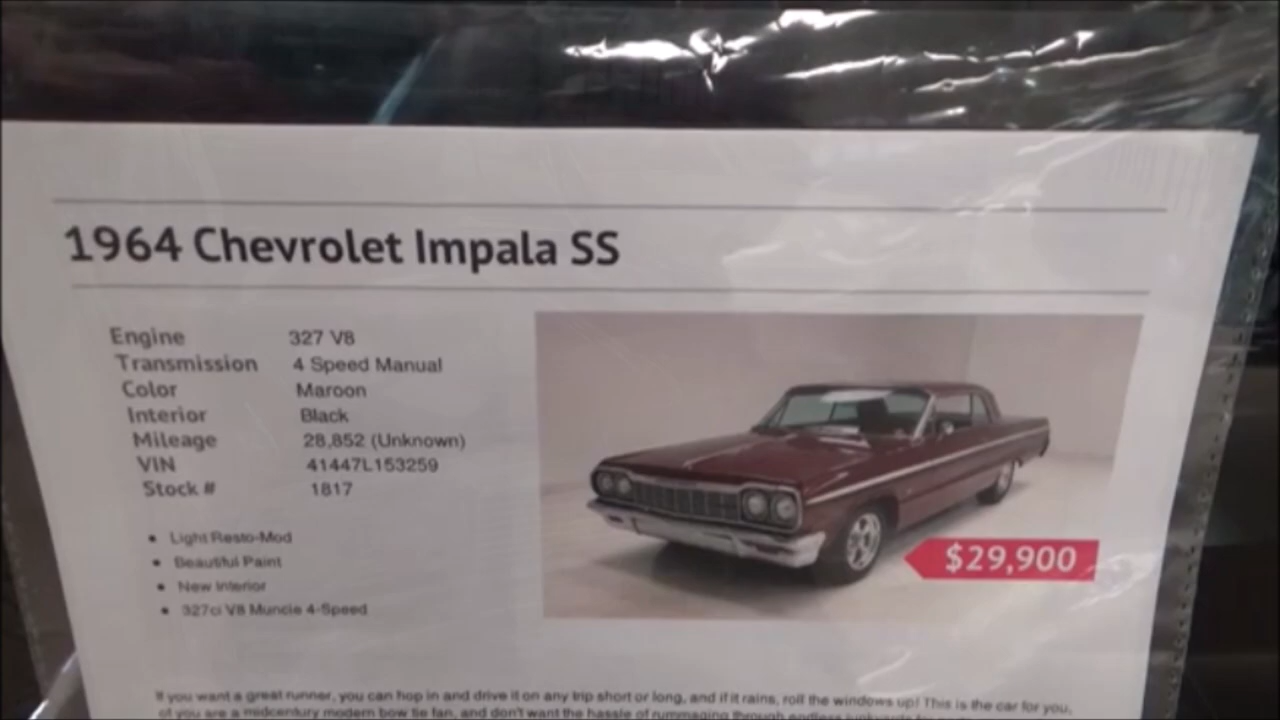 1964 Chevrolet Impala SS
Engine 327 V8
Transmission 4 Speed Manual
Color Maroon
Interior Black
Mileage 28,852 (Unknown)
VIN 41447L153259
Stock # 1817
• Light Resto-Mod
• Beautiful Paint
• New Interior
• 327ci V8 Muncie 4-Speed
$29,900
If you want a great runner, you can hop in and drive it on any trip short or long, and if it rains, roll the windows up! This is the car for you,
of you are a midcentury modern bow tie fan, and don't want the hassle of rummaging through endless